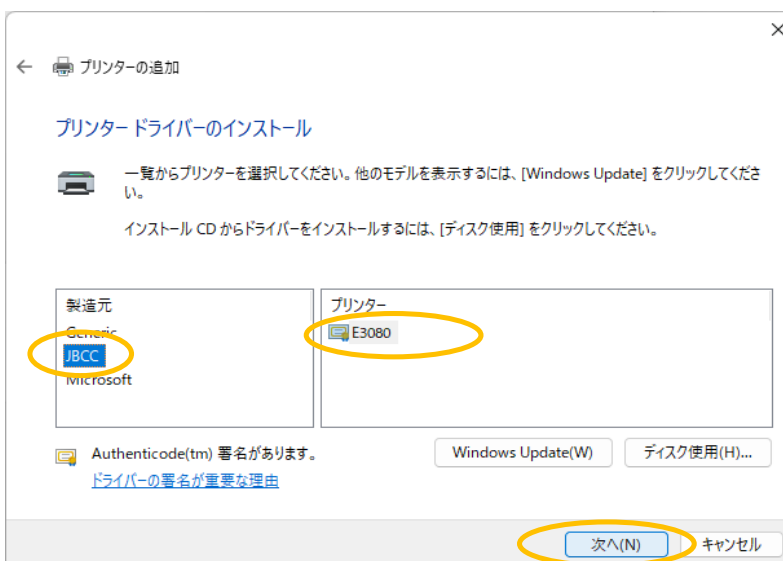 プリンターの追加
プリンター ドライバーのインストール
一覧からプリンターを選択してください。他のモデルを表示するには、[Windows Update] をクリックしてくださ
い。
インストール CD からドライバーをインストールするには、[ディスク使用] をクリックしてください。
製造元
Generic
JBCC
Microsoft
プリンター
E3080
Authenticode(tm) 署名があります。
ドライバーの署名が重要な理由
Windows Update(W)
ディスク使用(H)...
次へ(N)
キャンセル